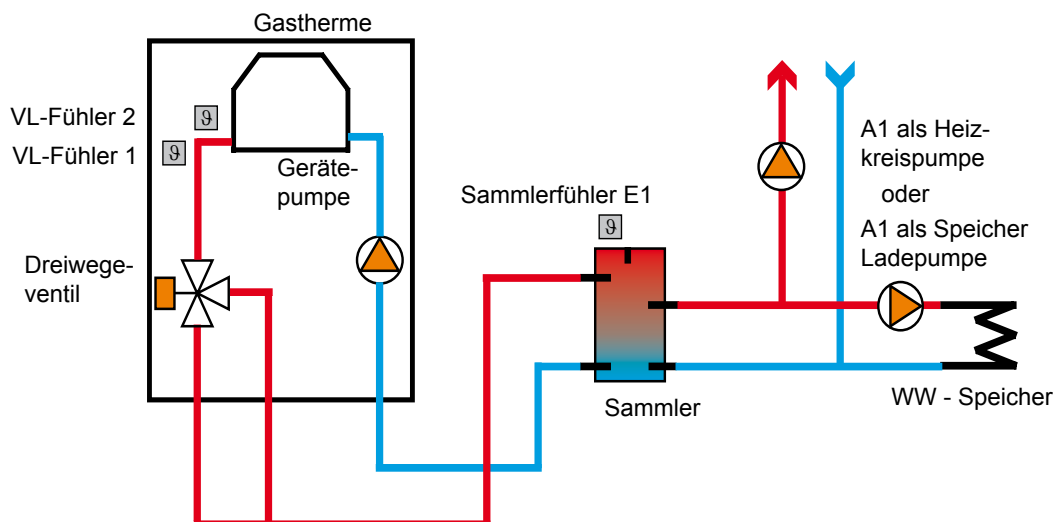 Gastherme
VL-Fühler 2
ϑ
VL-Fühler 1
ϑ
Geräte-
pumpe
Dreiwege-
ventil
Sammlerfühler E1
ϑ
Sammler
A1 als Heiz-
kreispumpe
oder
A1 als Speicher
Ladepumpe
WW - Speicher